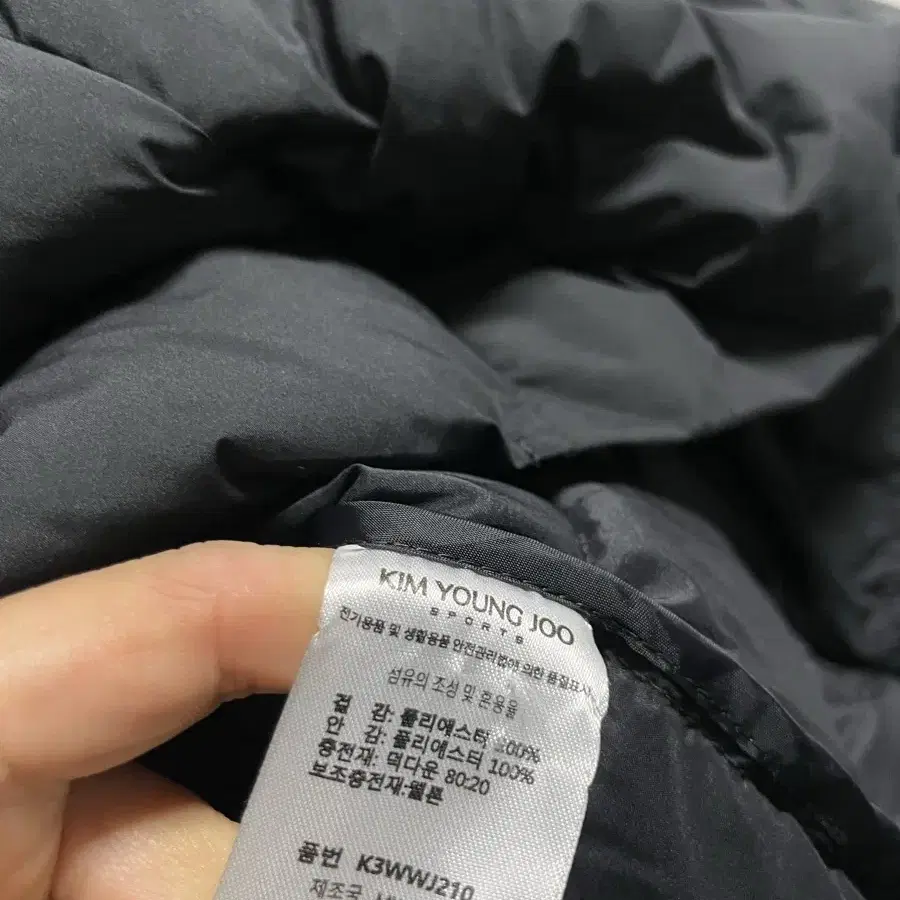 KIM YOUNG JOO
SPORTS
전기용품 및 생활용품 안전관리법에 의한 품질표시
섬유의 조성 및 혼용율
겉 감: 폴리에스터 100%
안 감: 폴리에스터 100%
충전재: 덕다운 80:20
보조충전재:웰론
품번 K3WWJ210
제조국